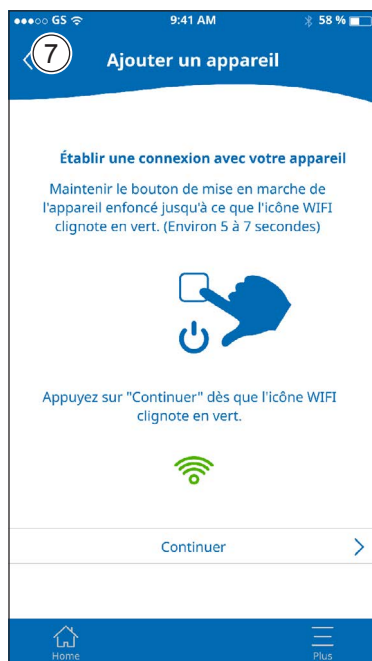 GS 9:41 AM 58 %
7
Ajouter un appareil
Établir une connexion avec votre appareil
Maintenir le bouton de mise en marche de
l'appareil enfoncé jusqu'à ce que l'icône WIFI
clignote en vert. (Environ 5 à 7 secondes)
Appuyez sur "Continuer" dès que l'icône WIFI
clignote en vert.
Continuer
Home Plus